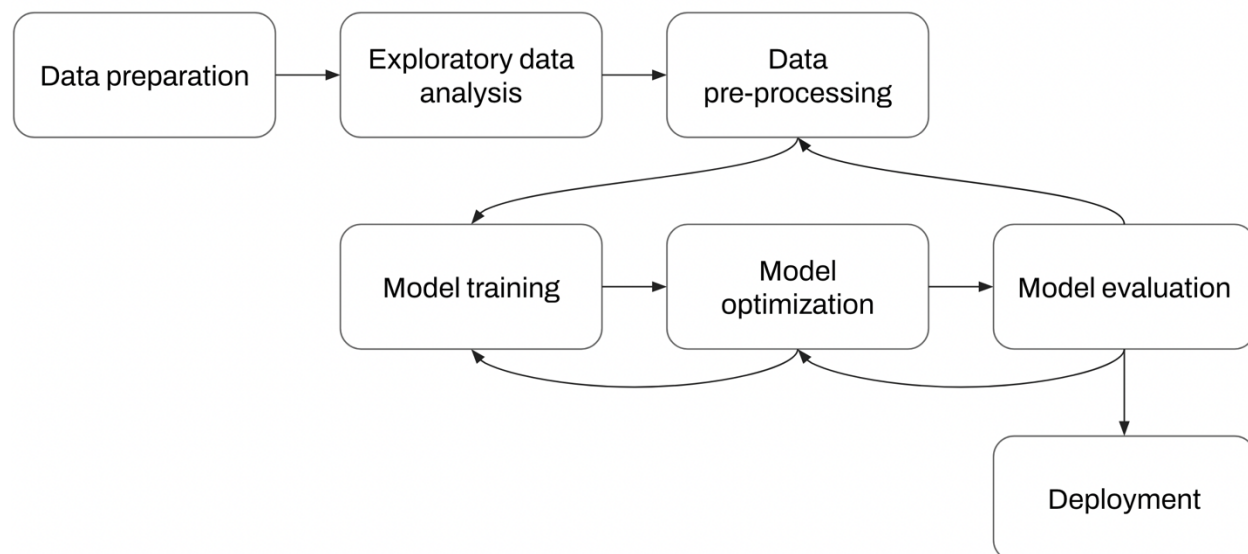 Data preparation
Exploratory data
analysis
Data
pre-processing
Model training
Model
optimization
Model evaluation
Deployment